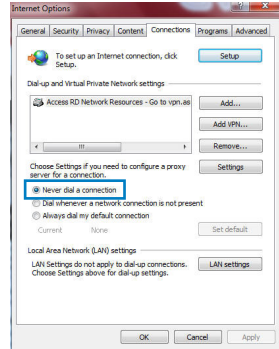 Internet Options
General Security Privacy Content Connections Programs Advanced
To set up an Internet connection, click
Setup.
Setup
Dial-up and Virtual Private Network settings
Access RD Network Resources - Go to vpn.as
Add...
Add VPN...
Remove...
Choose Settings if you need to configure a proxy
server for a connection.
Settings
Never dial a connection
Dial whenever a network connection is not present
Always dial my default connection
Current None
Set default
Local Area Network (LAN) settings
LAN Settings do not apply to dial-up connections.
Choose Settings above for dial-up settings.
LAN settings
OK Cancel Apply